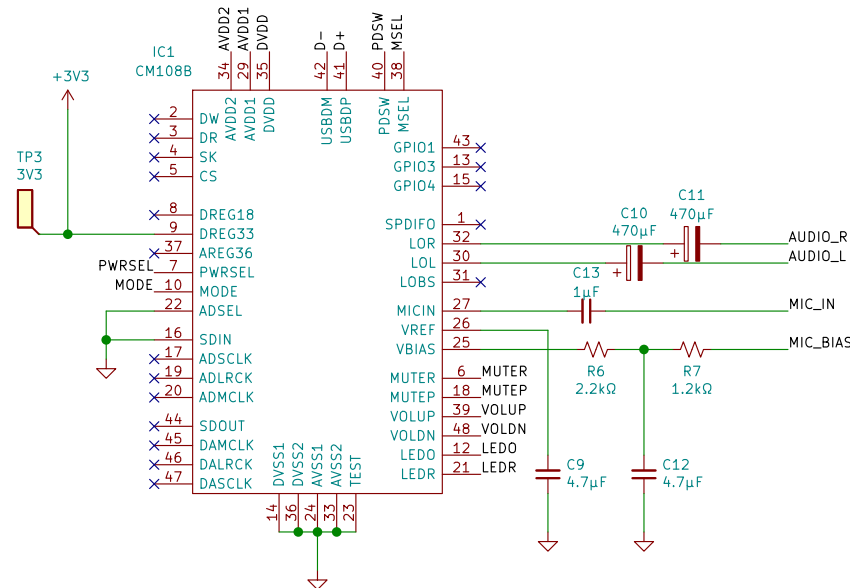 IC1
CM108B
+3V3
TP3
3V3
AVDD2
AVDD1
DVDD
D-
D+
PDSW
MSEL
34
29
35
42
41
40
38
AVDD2
AVDD1
DVDD
USBDM
USBDP
PDSW
MSEL
2 DW
3 DR
4 SK
5 CS
8 DREG18
9 DREG33
37 AREG36
PWRSEL 7 PWRSEL
MODE 10 MODE
22 ADSEL
16 SDIN
17 ADSCLK
19 ADLRCK
20 ADMCLK
44 SDOUT
45 DAMCLK
46 DALRCK
47 DASCLK
GPIO1 43
GPIO3 13
GPIO4 15
SPDIFO 1
LOR 32
LOL 30
LOBS 31
MICIN 27
VREF 26
VBIAS 25
MUTER 6 MUTER
MUTEP 18 MUTEP
VOLUP 39 VOLUP
VOLDN 48 VOLDN
LEDO 12 LEDO
LEDR 21 LEDR
DVSS1
DVSS2
AVSS1
AVSS2
TEST
14
36
24
33
23
C11
470µF
+
C10
470µF
+
C13
1µF
AUDIO_R
AUDIO_L
MIC_IN
MIC_BIAS
R6
2.2kΩ
R7
1.2kΩ
C9
4.7µF
C12
4.7µF